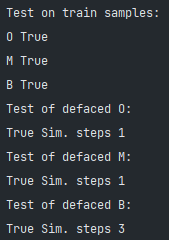 Test on train samples:
O True
M True
B True
Test of defaced O:
True Sim. steps 1
Test of defaced M:
True Sim. steps 1
Test of defaced B:
True Sim. steps 3